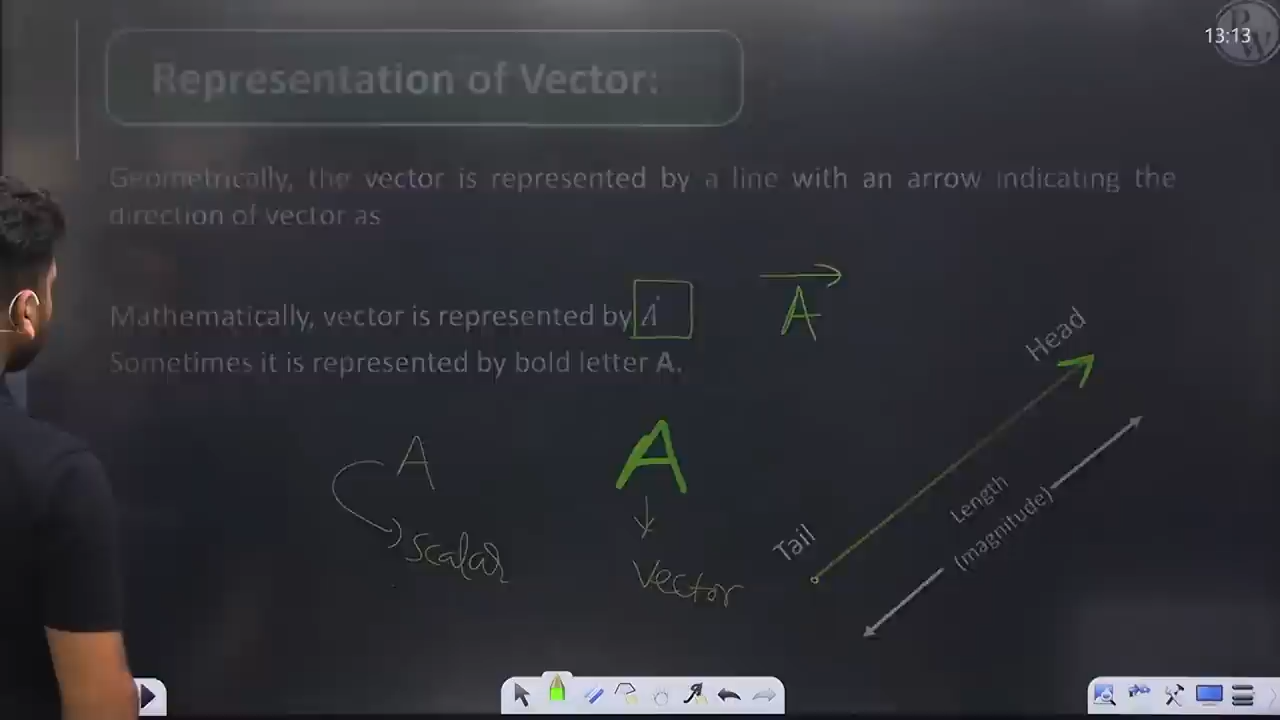 PW
13:13
Representation of Vector:
Geometrically, the vector is represented by a line with an arrow indicating the
direction of vector as
Mathematically, vector is represented by
A
Sometimes it is represented by bold letter A.
Head
A
A
Length
(magnitude)
Tail
scalar
vector